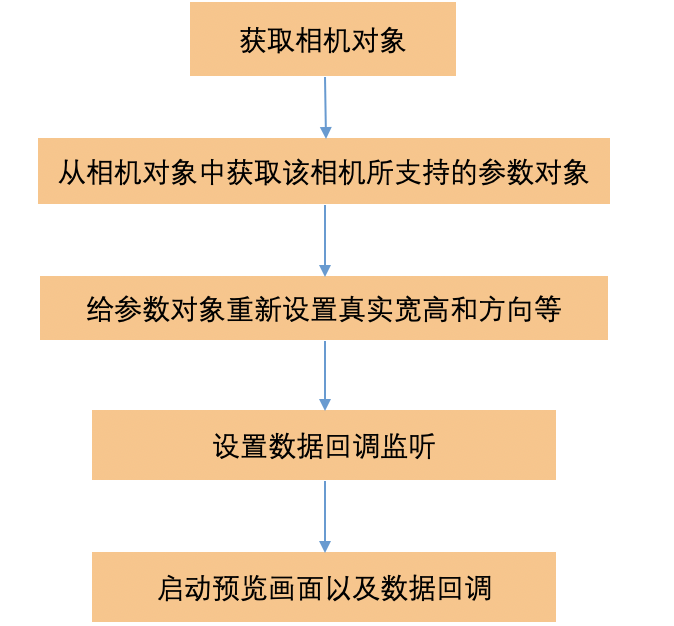 获取相机对象
从相机对象中获取该相机所支持的参数对象
给参数对象重新设置真实宽高和方向等
设置数据回调监听
启动预览画面以及数据回调